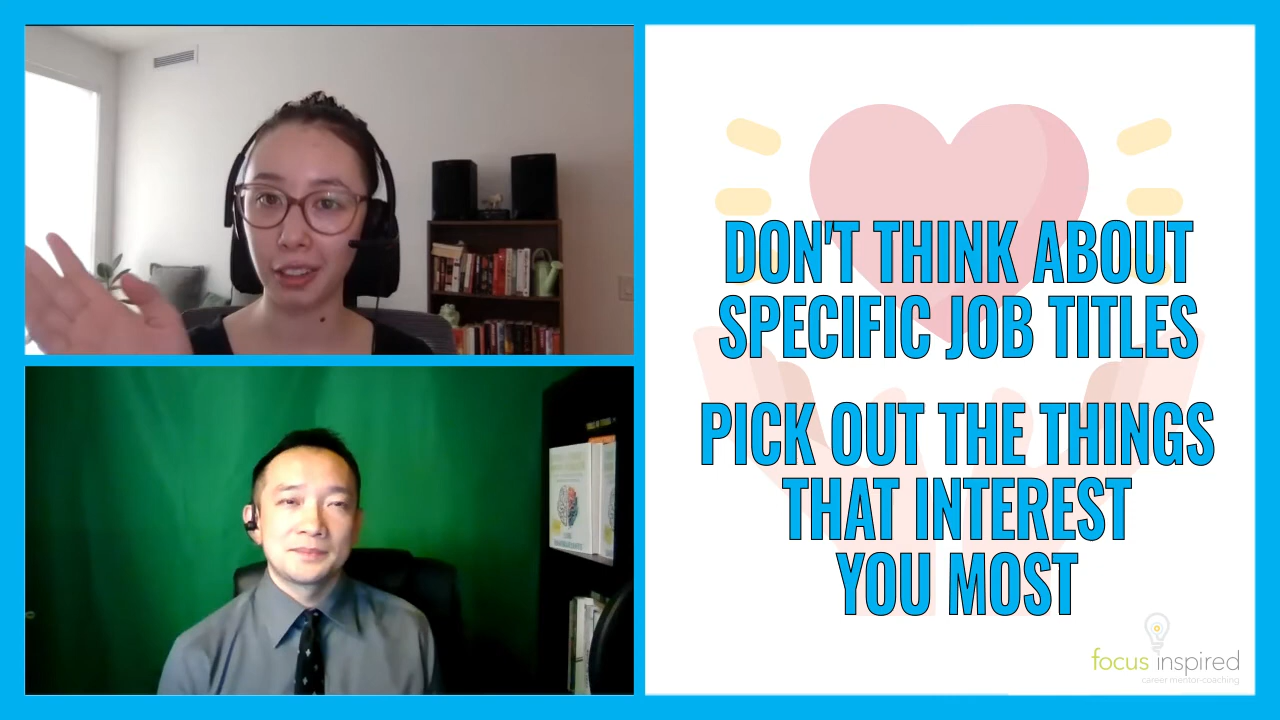 DON'T THINK ABOUT
SPECIFIC JOB TITLES
PICK OUT THE THINGS
THAT INTEREST
YOU MOST
focus inspired
career mentor-coaching